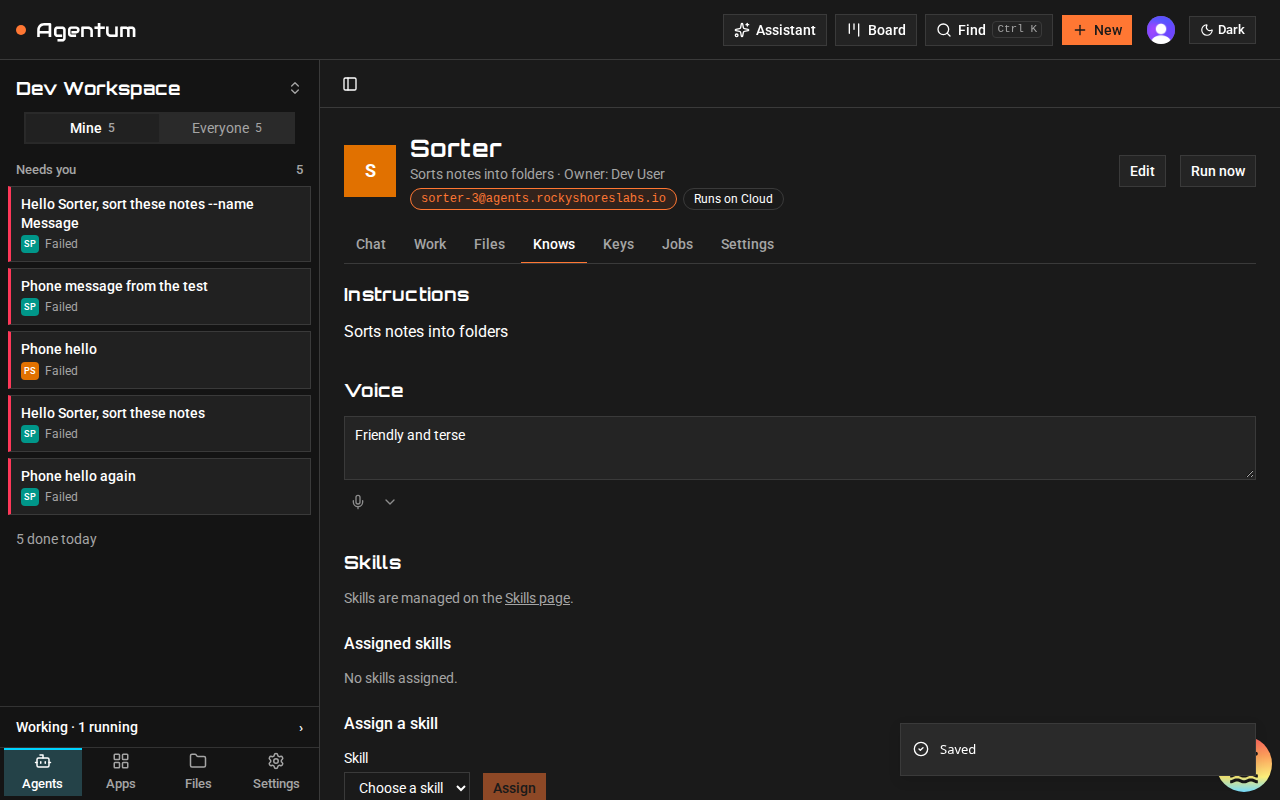 Agentum
Assistant
Board
Find Ctrl K
New
Dark
Dev Workspace
Mine 5
Everyone 5
Needs you 5
Hello Sorter, sort these notes --name
Message
SP Failed
Phone message from the test
SP Failed
Phone hello
PS Failed
Hello Sorter, sort these notes
SP Failed
Phone hello again
SP Failed
5 done today
Working · 1 running ›
Agents
Apps
Files
Settings
S
Sorter
Sorts notes into folders · Owner: Dev User
sorter-3@agents.rockyshoreslabs.io
Runs on Cloud
Edit
Run now
Chat
Work
Files
Knows
Keys
Jobs
Settings
Instructions
Sorts notes into folders
Voice
Friendly and terse
Skills
Skills are managed on the Skills page.
Assigned skills
No skills assigned.
Assign a skill
Skill
Choose a skill
Assign
Saved